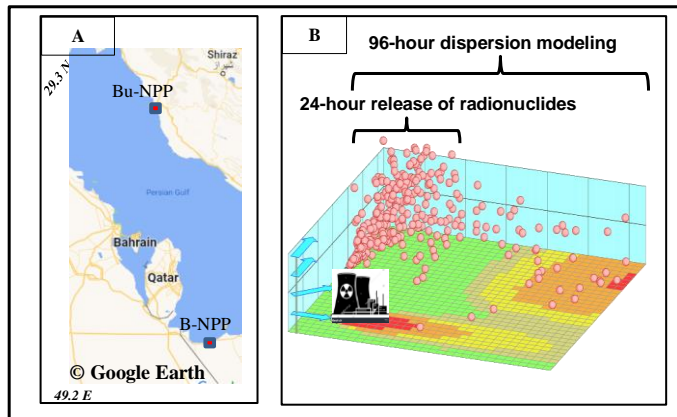 A
29.3 N
Shiraz
شیراز
Bu-NPP
Persian Gulf
Bahrain
Qatar
B-NPP
© Google Earth
49.2 E
B
96-hour dispersion modeling
24-hour release of radionuclides